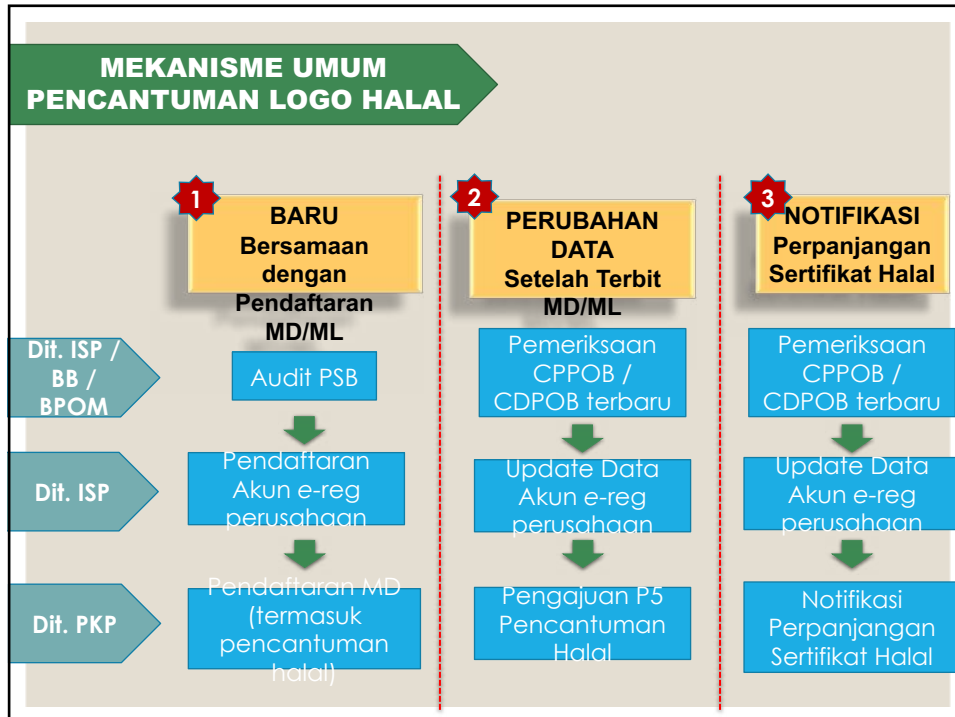 MEKANISME UMUM
PENCANTUMAN LOGO HALAL
1
BARU
Bersamaan
dengan
Pendaftaran
MD/ML
2
PERUBAHAN
DATA
Setelah Terbit
MD/ML
3
NOTIFIKASI
Perpanjangan
Sertifikat Halal
Dit. ISP /
BB /
BPOM
Audit PSB
Pemeriksaan
CPPOB /
CDPOB terbaru
Pemeriksaan
CPPOB /
CDPOB terbaru
Dit. ISP
Pendaftaran
Akun e-reg
perusahaan
Update Data
Akun e-reg
perusahaan
Update Data
Akun e-reg
perusahaan
Dit. PKP
Pendaftaran MD
(termasuk
pencantuman
halal)
Pengajuan P5
Pencantuman
Halal
Notifikasi
Perpanjangan
Sertifikat Halal